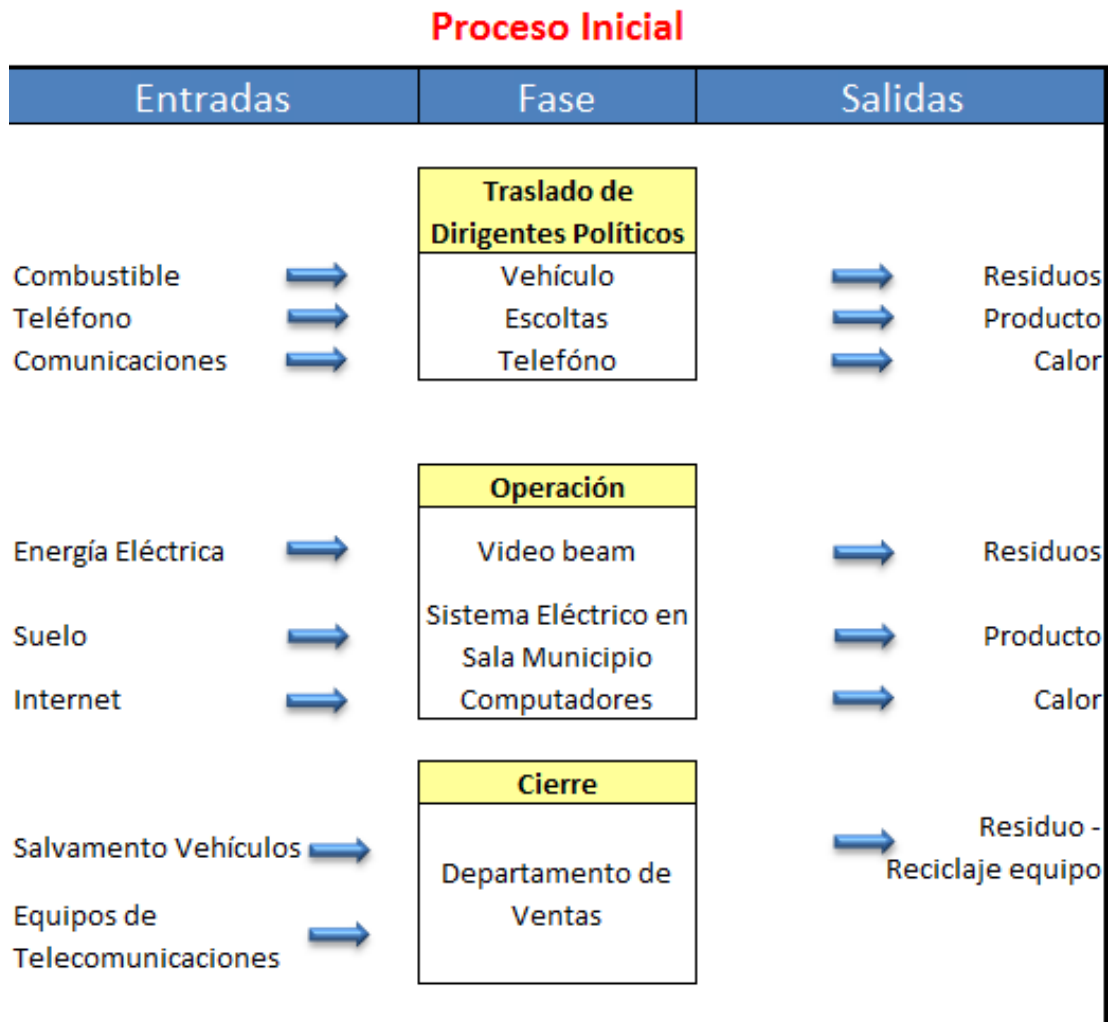 Proceso Inicial
Entradas Fase Salidas
Traslado de
Dirigentes Políticos
Combustible Vehículo Residuos
Teléfono Escoltas Producto
Comunicaciones Telefóno Calor
Operación
Energía Eléctrica Video beam Residuos
Sistema Eléctrico en
Suelo Producto
Sala Municipio
Internet Computadores Calor
Cierre
Residuo -
Salvamento Vehículos
Reciclaje equipo
Departamento de
Equipos de Ventas
Telecomunicaciones